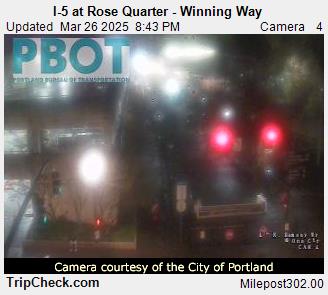 I-5 at Rose Quarter - Winning Way
Updated Mar 26 2025 8:43 PM Camera 4
PBOT
PORTLAND BUREAU OF TRANSPORTATION
Camera courtesy of the City of Portland
TripCheck.com Milepost302.00